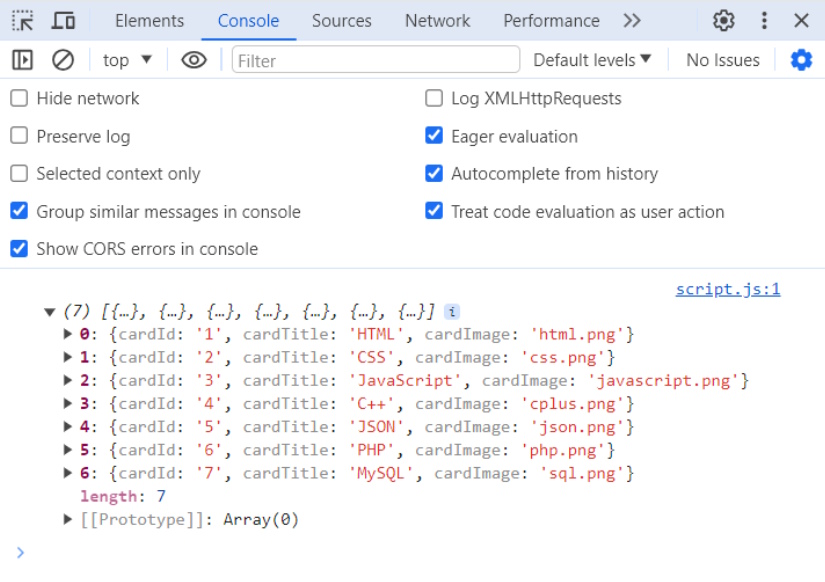 Elements Console Sources Network Performance
top Filter Default levels No Issues
Hide network Log XMLHttpRequests
Preserve log Eager evaluation
Selected context only Autocomplete from history
Group similar messages in console Treat code evaluation as user action
Show CORS errors in console
script.js:1
(7) [{…}, {…}, {…}, {…}, {…}, {…}, {…}] i
0: {cardId: '1', cardTitle: 'HTML', cardImage: 'html.png'}
1: {cardId: '2', cardTitle: 'CSS', cardImage: 'css.png'}
2: {cardId: '3', cardTitle: 'JavaScript', cardImage: 'javascript.png'}
3: {cardId: '4', cardTitle: 'C++', cardImage: 'cplus.png'}
4: {cardId: '5', cardTitle: 'JSON', cardImage: 'json.png'}
5: {cardId: '6', cardTitle: 'PHP', cardImage: 'php.png'}
6: {cardId: '7', cardTitle: 'MySQL', cardImage: 'sql.png'}
length: 7
[[Prototype]]: Array(0)